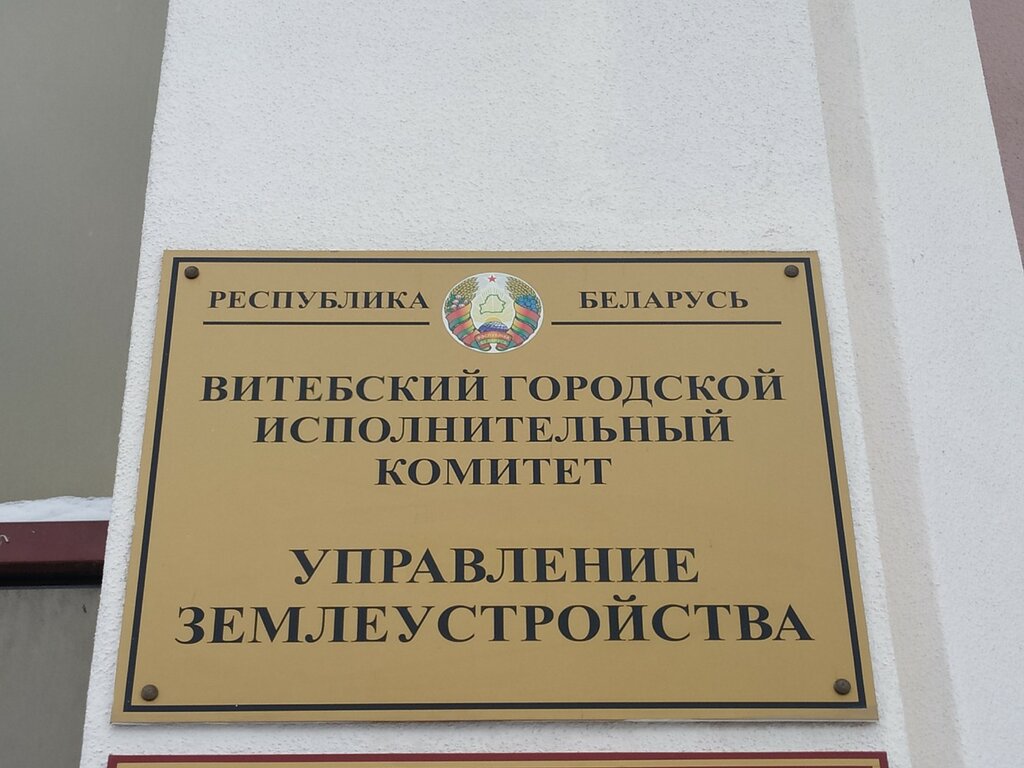 РЕСПУБЛИКА БЕЛАРУСЬ
ВИТЕБСКИЙ ГОРОДСКОЙ
ИСПОЛНИТЕЛЬНЫЙ
КОМИТЕТ
УПРАВЛЕНИЕ
ЗЕМЛЕУСТРОЙСТВА